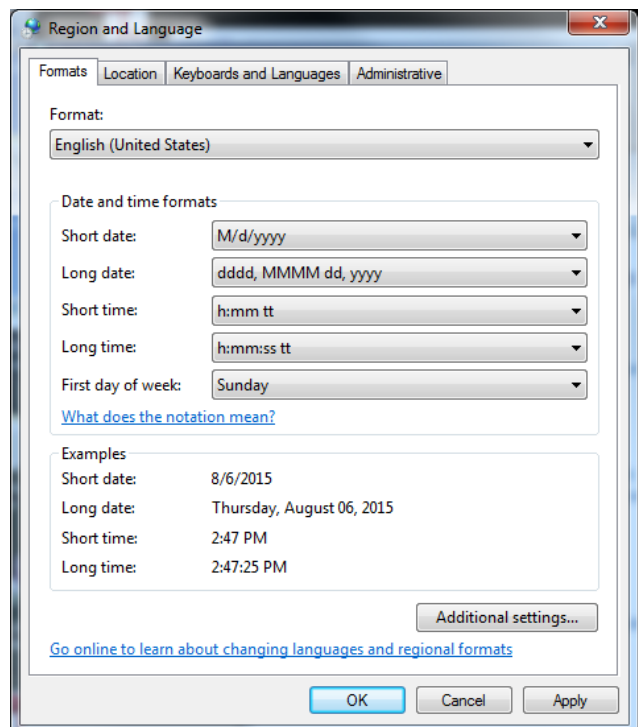 Region and Language
Formats Location Keyboards and Languages Administrative
Format:
English (United States)
Date and time formats
Short date: M/d/yyyy
Long date: dddd, MMMM dd, yyyy
Short time: h:mm tt
Long time: h:mm:ss tt
First day of week: Sunday
What does the notation mean?
Examples
Short date: 8/6/2015
Long date: Thursday, August 06, 2015
Short time: 2:47 PM
Long time: 2:47:25 PM
Additional settings...
Go online to learn about changing languages and regional formats
OK Cancel Apply